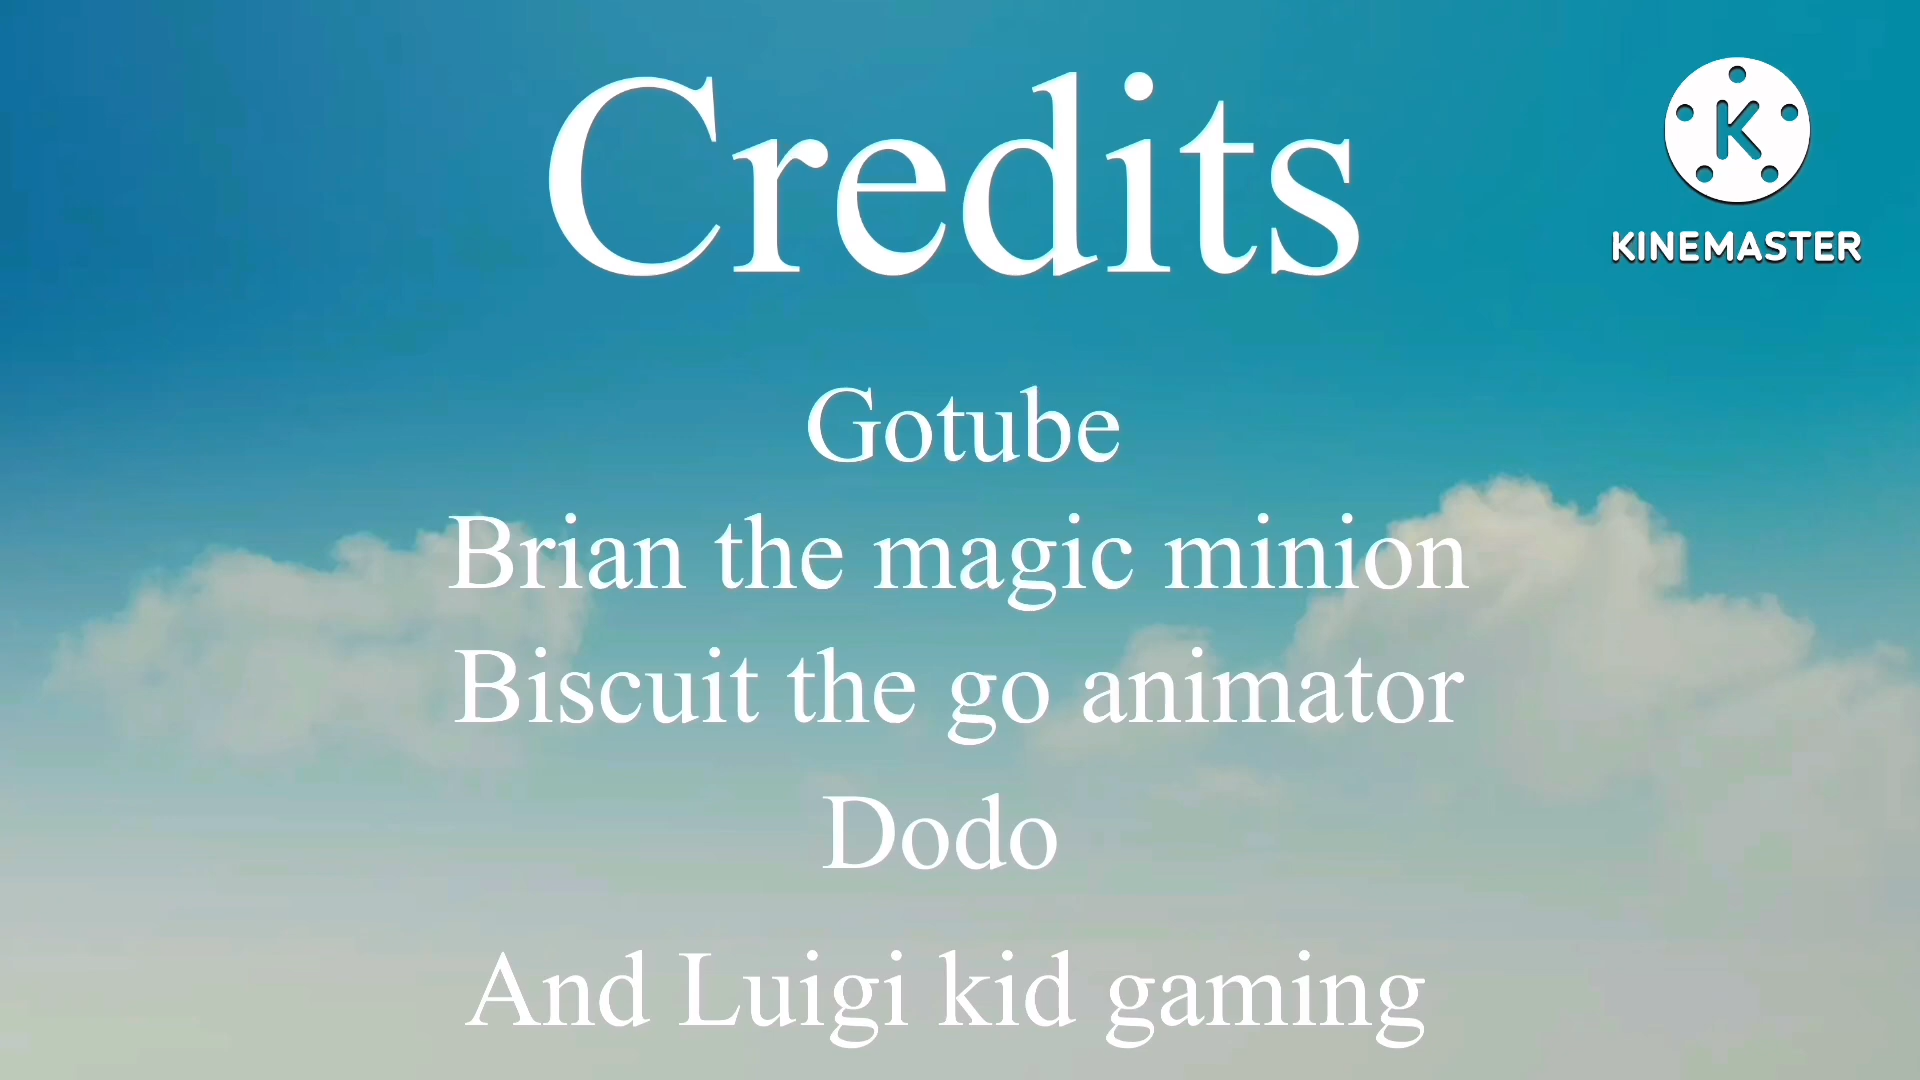 Credits
K
KINEMASTER
Gotube
Brian the magic minion
Biscuit the go animator
Dodo
And Luigi kid gaming